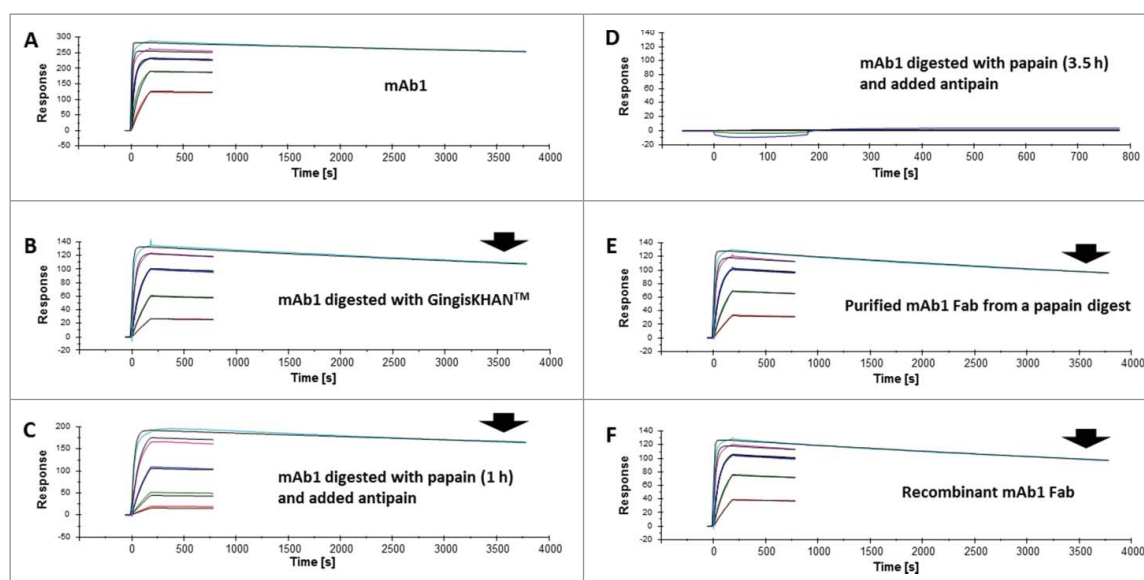 A
Response
300
250
200
150
100
50
0
-50
0 500 1000 1500 2000 2500 3000 3500 4000
Time [s]
mAb1
D
Response
140
120
100
80
60
40
20
0
-20
0 100 200 300 400 500 600 700 800
Time [s]
mAb1 digested with papain (3.5 h)
and added antipain
B
Response
140
120
100
80
60
40
20
0
-20
0 500 1000 1500 2000 2500 3000 3500 4000
Time [s]
mAb1 digested with GingisKHAN™
E
Response
140
120
100
80
60
40
20
0
-20
0 500 1000 1500 2000 2500 3000 3500 4000
Time [s]
Purified mAb1 Fab from a papain digest
C
Response
200
150
100
50
0
-50
0 500 1000 1500 2000 2500 3000 3500 4000
Time [s]
mAb1 digested with papain (1 h)
and added antipain
F
Response
140
120
100
80
60
40
20
0
-20
0 500 1000 1500 2000 2500 3000 3500 4000
Time [s]
Recombinant mAb1 Fab